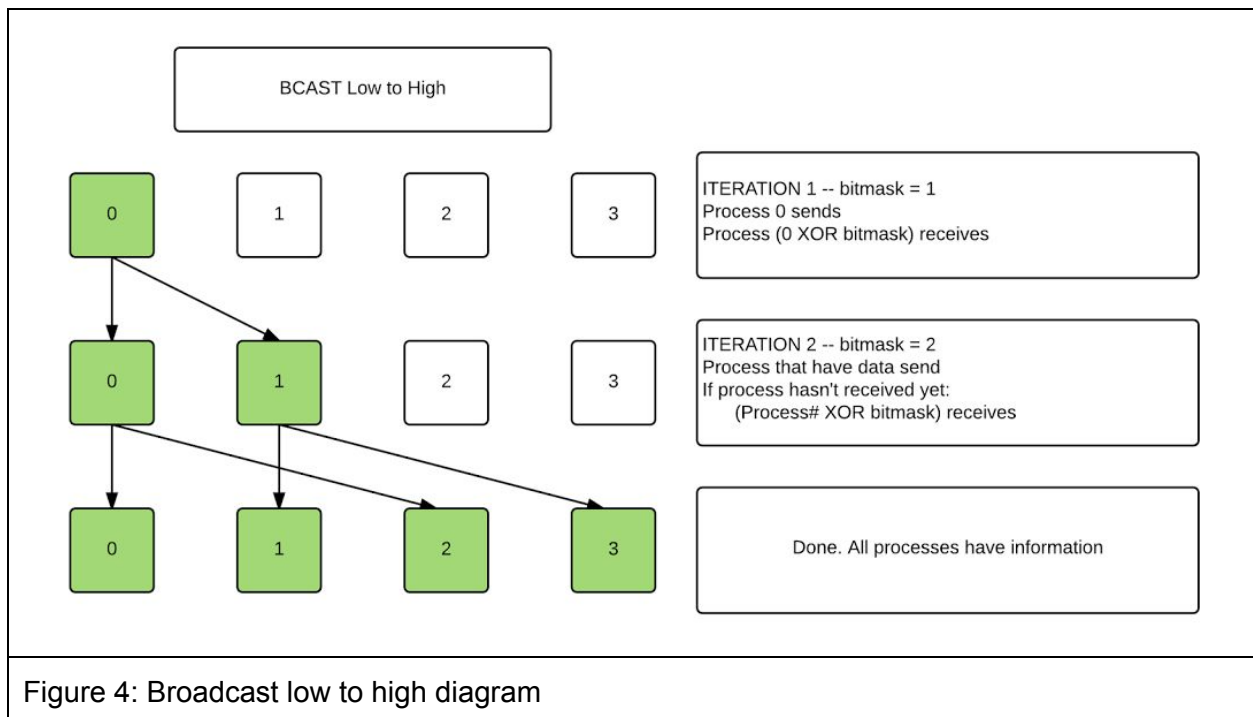 BCAST Low to High
0 1 2 3
ITERATION 1 -- bitmask = 1
Process 0 sends
Process (0 XOR bitmask) receives
0 1 2 3
ITERATION 2 -- bitmask = 2
Process that have data send
If process hasn't received yet:
(Process# XOR bitmask) receives
0 1 2 3
Done. All processes have information
Figure 4: Broadcast low to high diagram